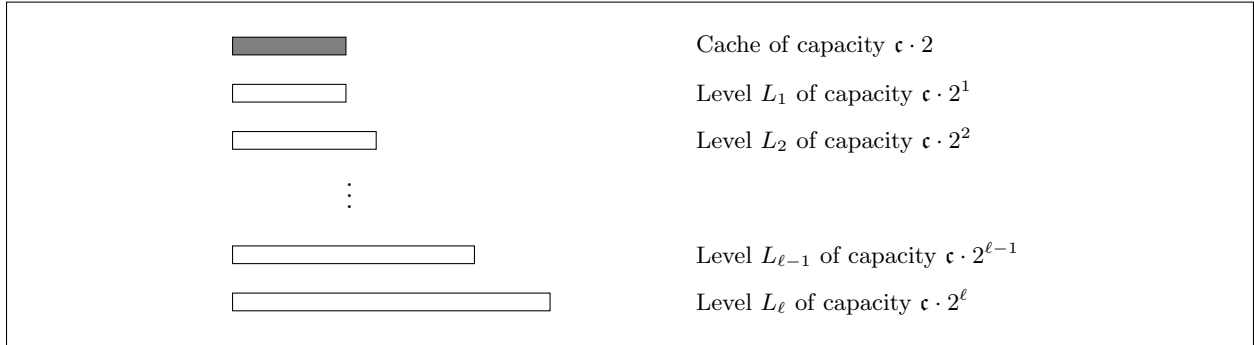 Cache of capacity 𝔠 · 2
Level L₁ of capacity 𝔠 · 2¹
Level L₂ of capacity 𝔠 · 2²
⋮
Level L_{ℓ−1} of capacity 𝔠 · 2^{ℓ−1}
Level L_ℓ of capacity 𝔠 · 2^ℓ